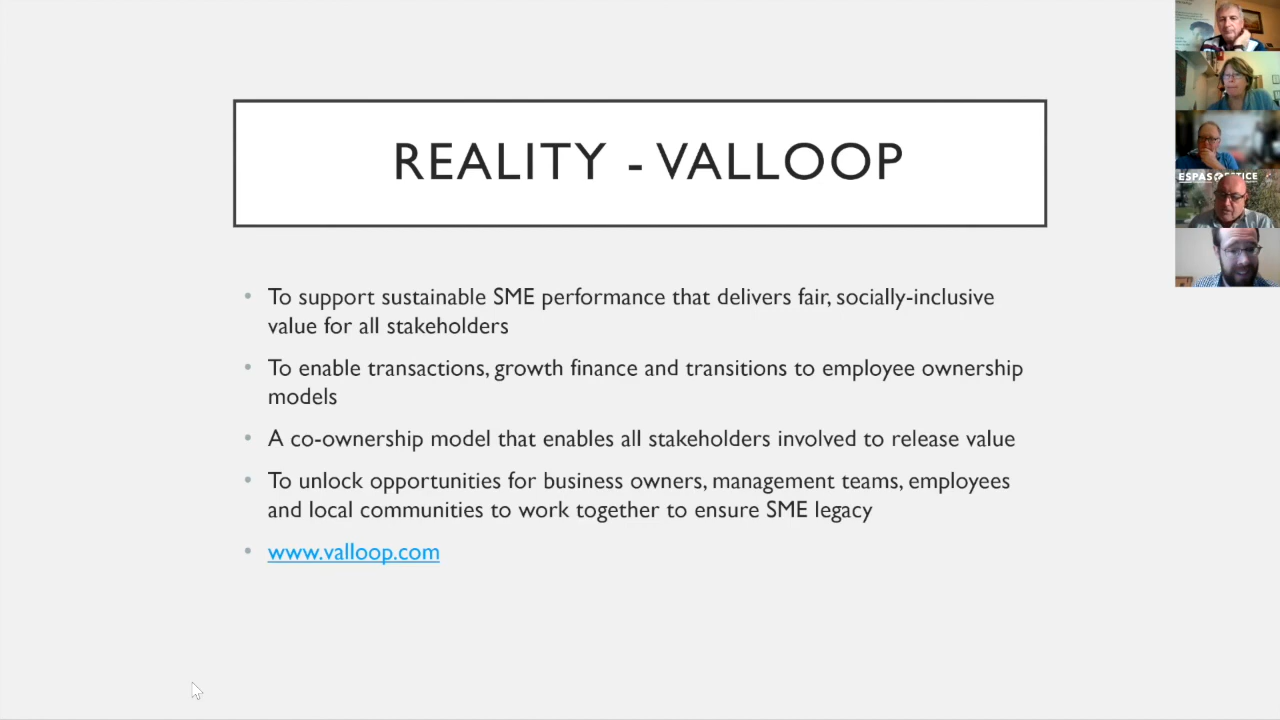 REALITY - VALLOOP
• To support sustainable SME performance that delivers fair, socially-inclusive
value for all stakeholders
• To enable transactions, growth finance and transitions to employee ownership
models
• A co-ownership model that enables all stakeholders involved to release value
• To unlock opportunities for business owners, management teams, employees
and local communities to work together to ensure SME legacy
• www.valloop.com
ESPAS